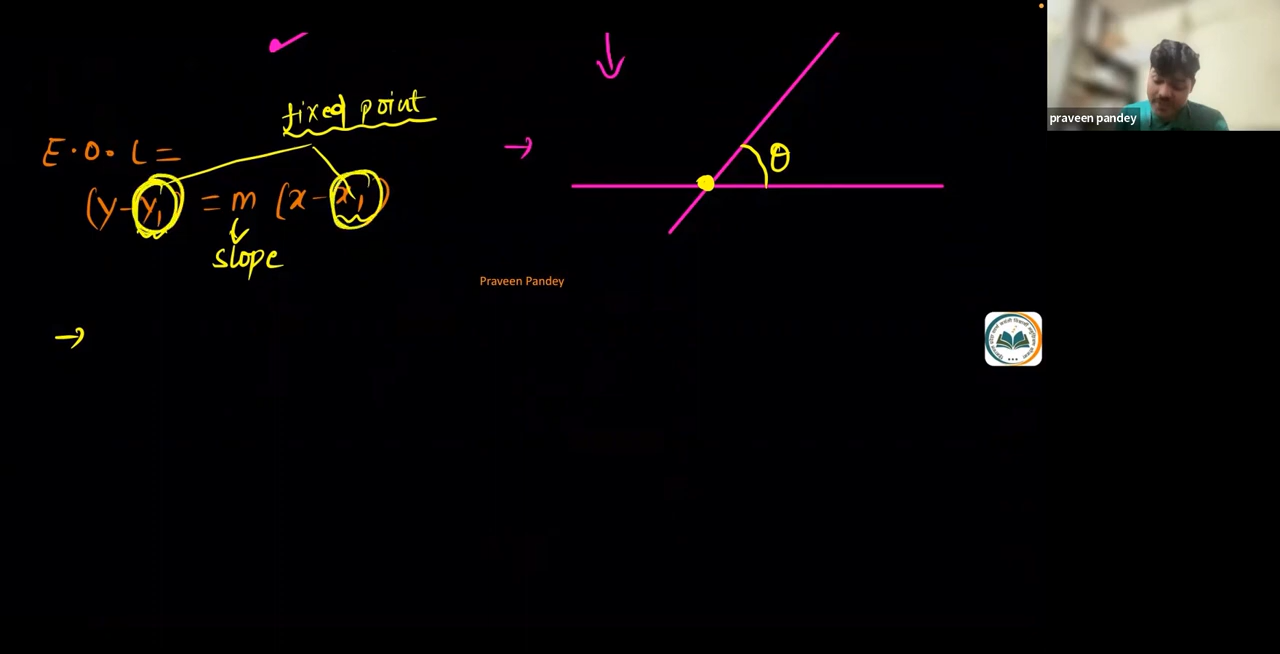 fixed point
E.O.L =
(y-y₁) = m (x-x₁)
slope
θ
Praveen Pandey
praveen pandey